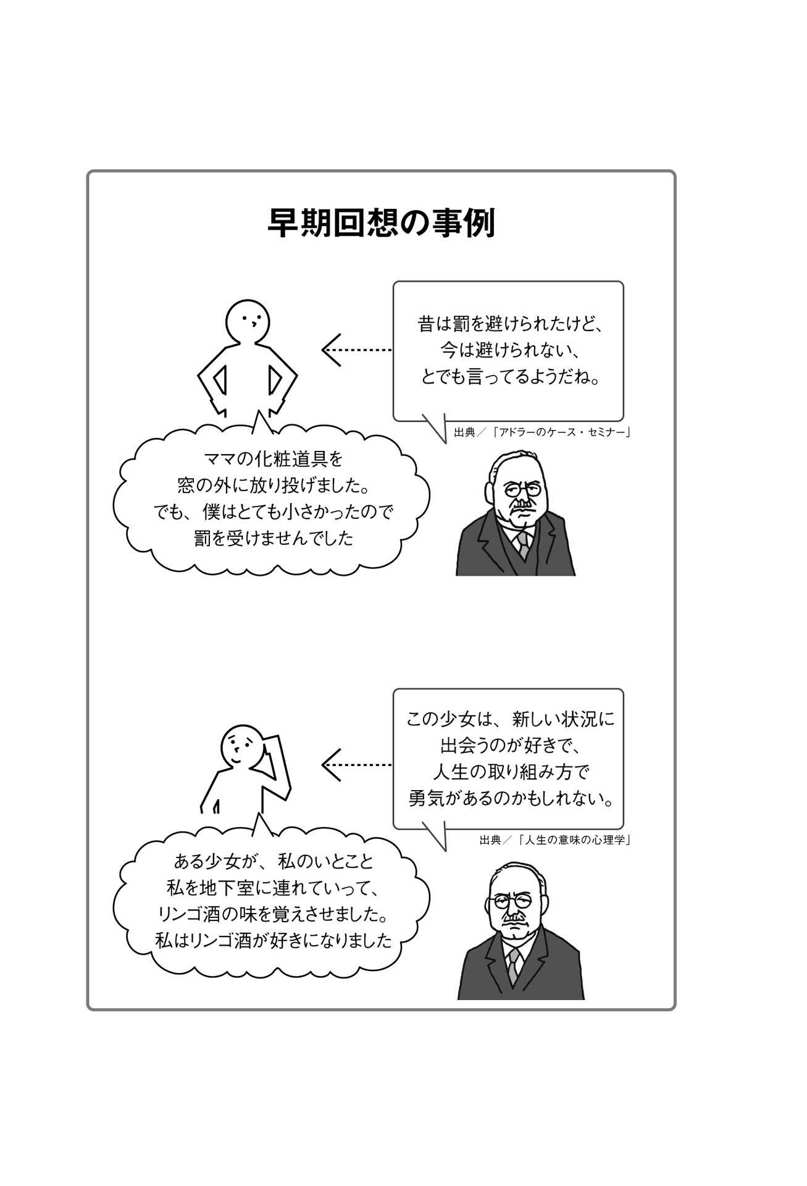 早期回想の事例
昔は罰を避けられたけど、
今は避けられない、
とでも言ってるようだね。
出典／「アドラーのケース・セミナー」
ママの化粧道具を
窓の外に放り投げました。
でも、僕はとても小さかったので
罰を受けませんでした
この少女は、新しい状況に
出会うのが好きで、
人生の取り組み方で
勇気があるのかもしれない。
出典／「人生の意味の心理学」
ある少女が、私のいとこと
私を地下室に連れていって、
リンゴ酒の味を覚えさせました。
私はリンゴ酒が好きになりました